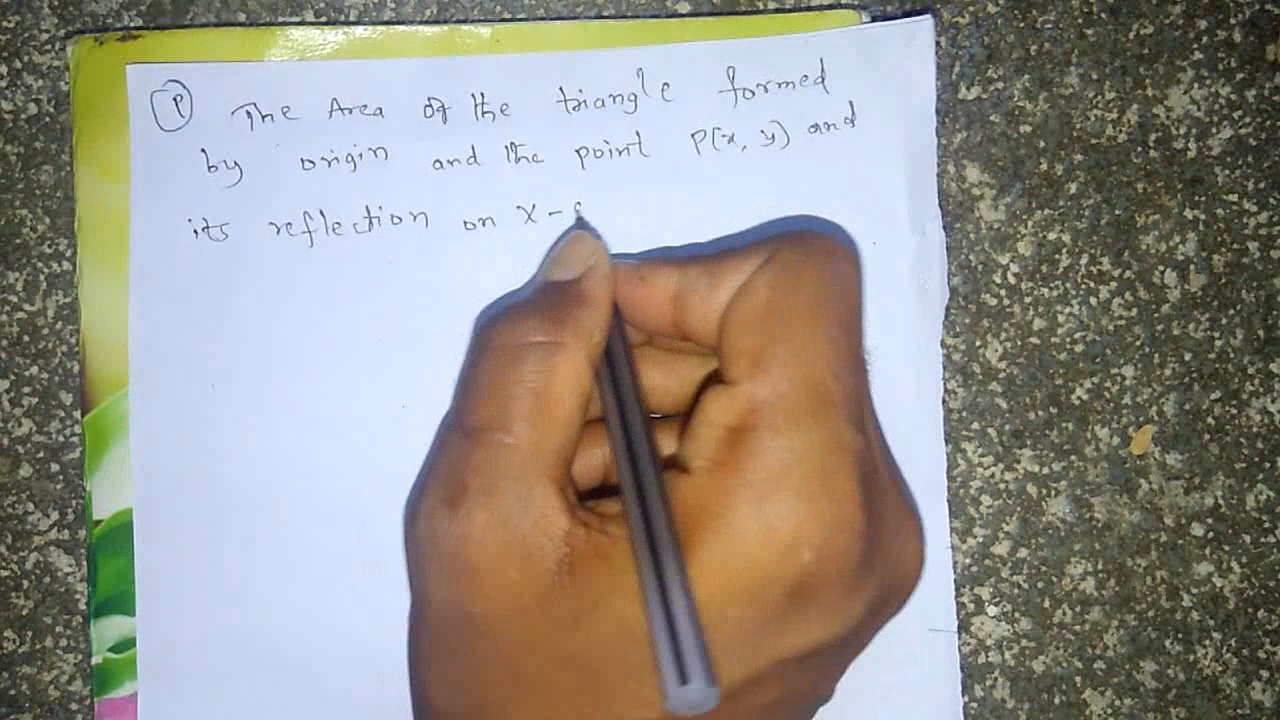 P The Area of the triangle formed
by origin and the point P(x, y) and
its reflection on X-